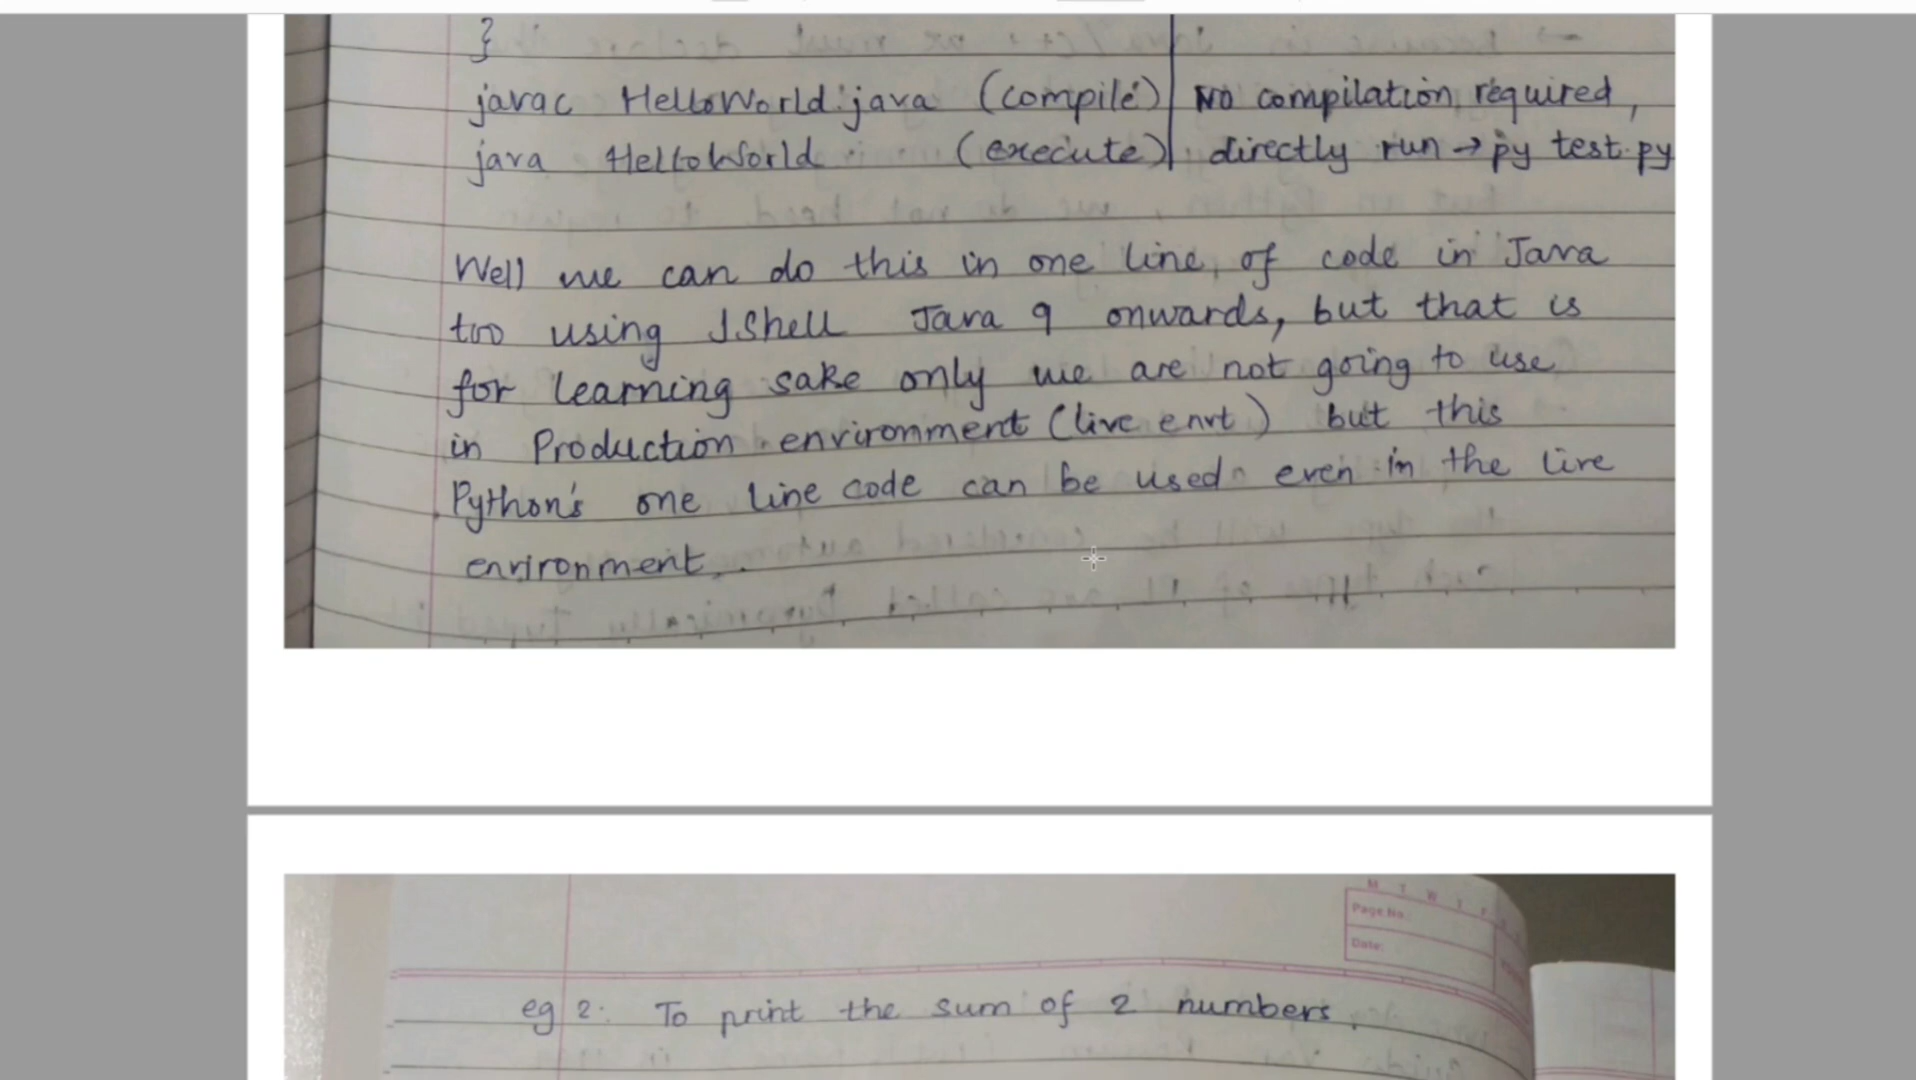 }
javac HelloWorld.java (compile) No compilation required,
java HelloWorld (execute) directly run → py test.py
Well we can do this in one line of code in Java
too using JShell Java 9 onwards, but that is
for learning sake only we are not going to use
in Production environment (live envt) but this
Python's one line code can be used even in the live
environment.
M T W T F
Page No.:
Date:
eg 2: To print the sum of 2 numbers.